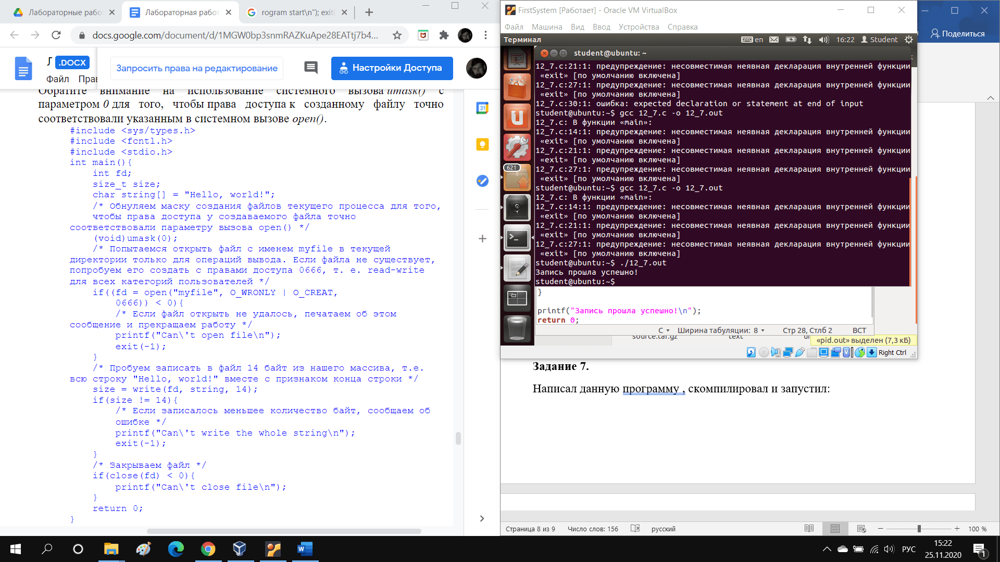 Лабораторные рабо
Лабораторная работ
rogram start\n"); exit(
docs.google.com/document/d/1MGW0bp3snmRAZKuApe28EATtj7b4...
Л .DOCX
Файл Прав
Запросить права на редактирование
Настройки Доступа
Обратите внимание на использование системного вызова umask() с
параметром 0 для того, чтобы права доступа к созданному файлу точно
соответствовали указанным в системном вызове open().
#include <sys/types.h>
#include <fcntl.h>
#include <stdio.h>
int main(){
int fd;
size_t size;
char string[] = "Hello, world!";
/* Обнуляем маску создания файлов текущего процесса для того,
чтобы права доступа у создаваемого файла точно
соответствовали параметру вызова open() */
(void)umask(0);
/* Попытаемся открыть файл с именем myfile в текущей
директории только для операций вывода. Если файла не существует,
попробуем его создать с правами доступа 0666, т. е. read-write
для всех категорий пользователей */
if((fd = open("myfile", O_WRONLY | O_CREAT,
0666)) < 0){
/* Если файл открыть не удалось, печатаем об этом
сообщение и прекращаем работу */
printf("Can\'t open file\n");
exit(-1);
}
/* Пробуем записать в файл 14 байт из нашего массива, т.е.
всю строку "Hello, world!" вместе с признаком конца строки */
size = write(fd, string, 14);
if(size != 14){
/* Если записалось меньшее количество байт, сообщаем об
ошибке */
printf("Can\'t write the whole string\n");
exit(-1);
}
/* Закрываем файл */
if(close(fd) < 0){
printf("Can\'t close file\n");
}
return 0;
}
31
FirstSystem [Работает] - Oracle VM VirtualBox
Файл Машина Вид Ввод Устройства Справка
Терминал en 16:22 Student
student@ubuntu: ~
621
12_7.c:21:1: предупреждение: несовместимая неявная декларация внутренней функции
«exit» [по умолчанию включена]
12_7.c:27:1: предупреждение: несовместимая неявная декларация внутренней функции
«exit» [по умолчанию включена]
12_7.c:30:1: ошибка: expected declaration or statement at end of input
student@ubuntu:~$ gcc 12_7.c -o 12_7.out
12_7.c: В функции «main»:
12_7.c:14:1: предупреждение: несовместимая неявная декларация внутренней функции
«exit» [по умолчанию включена]
12_7.c:21:1: предупреждение: несовместимая неявная декларация внутренней функции
«exit» [по умолчанию включена]
12_7.c:27:1: предупреждение: несовместимая неявная декларация внутренней функции
«exit» [по умолчанию включена]
student@ubuntu:~$ gcc 12_7.c -o 12_7.out
12_7.c: В функции «main»:
12_7.c:14:1: предупреждение: несовместимая неявная декларация внутренней функции
«exit» [по умолчанию включена]
12_7.c:21:1: предупреждение: несовместимая неявная декларация внутренней функции
«exit» [по умолчанию включена]
12_7.c:27:1: предупреждение: несовместимая неявная декларация внутренней функции
«exit» [по умолчанию включена]
student@ubuntu:~$ ./12_7.out
Запись прошла успешно!
student@ubuntu:~$
}
printf("Запись прошла успешно!\n");
return 0;
C Ширина табуляции: 8 Стр 28, Стлб 2 ВСТ
source.tar.gz text
«pid.out» выделен (7,3 кБ)
Right Ctrl
Поделиться
Задание 7.
Написал данную программу , скомпилировал и запустил:
Страница 8 из 9 Число слов: 156 русский 100 %
РУС
15:22
25.11.2020
1